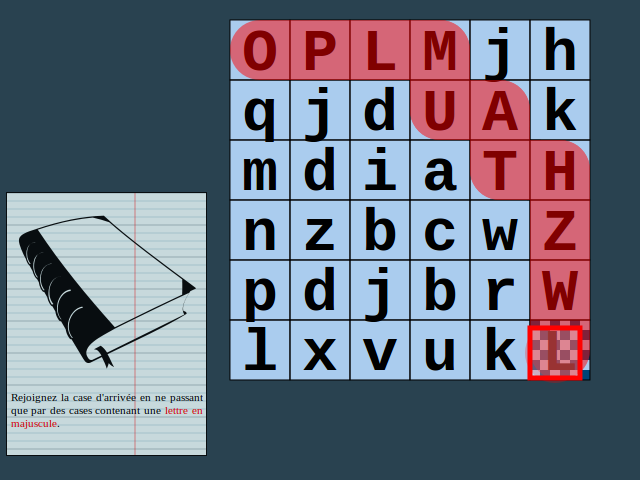 O P L M j h
q j d U A k
m d i a T H
n z b c w Z
p d j b r W
l x v u k L
Rejoignez la case d'arrivée en ne passant
que par des cases contenant une lettre en
majuscule.